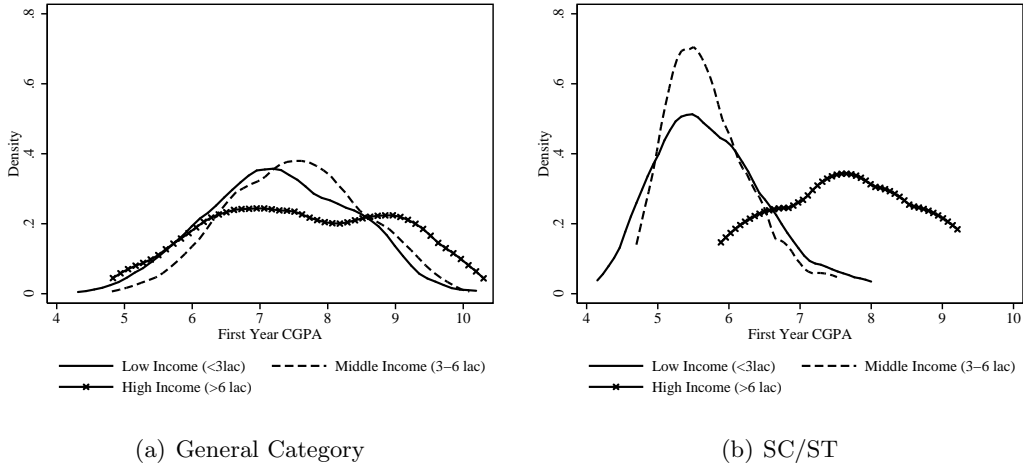 .8
.6
.4
.2
0
Density
4 5 6 7 8 9 10
First Year CGPA
Low Income (<3lac) Middle Income (3–6 lac)
High Income (>6 lac)
(a) General Category
.8
.6
.4
.2
0
Density
4 5 6 7 8 9 10
First Year CGPA
Low Income (<3lac) Middle Income (3–6 lac)
High Income (>6 lac)
(b) SC/ST